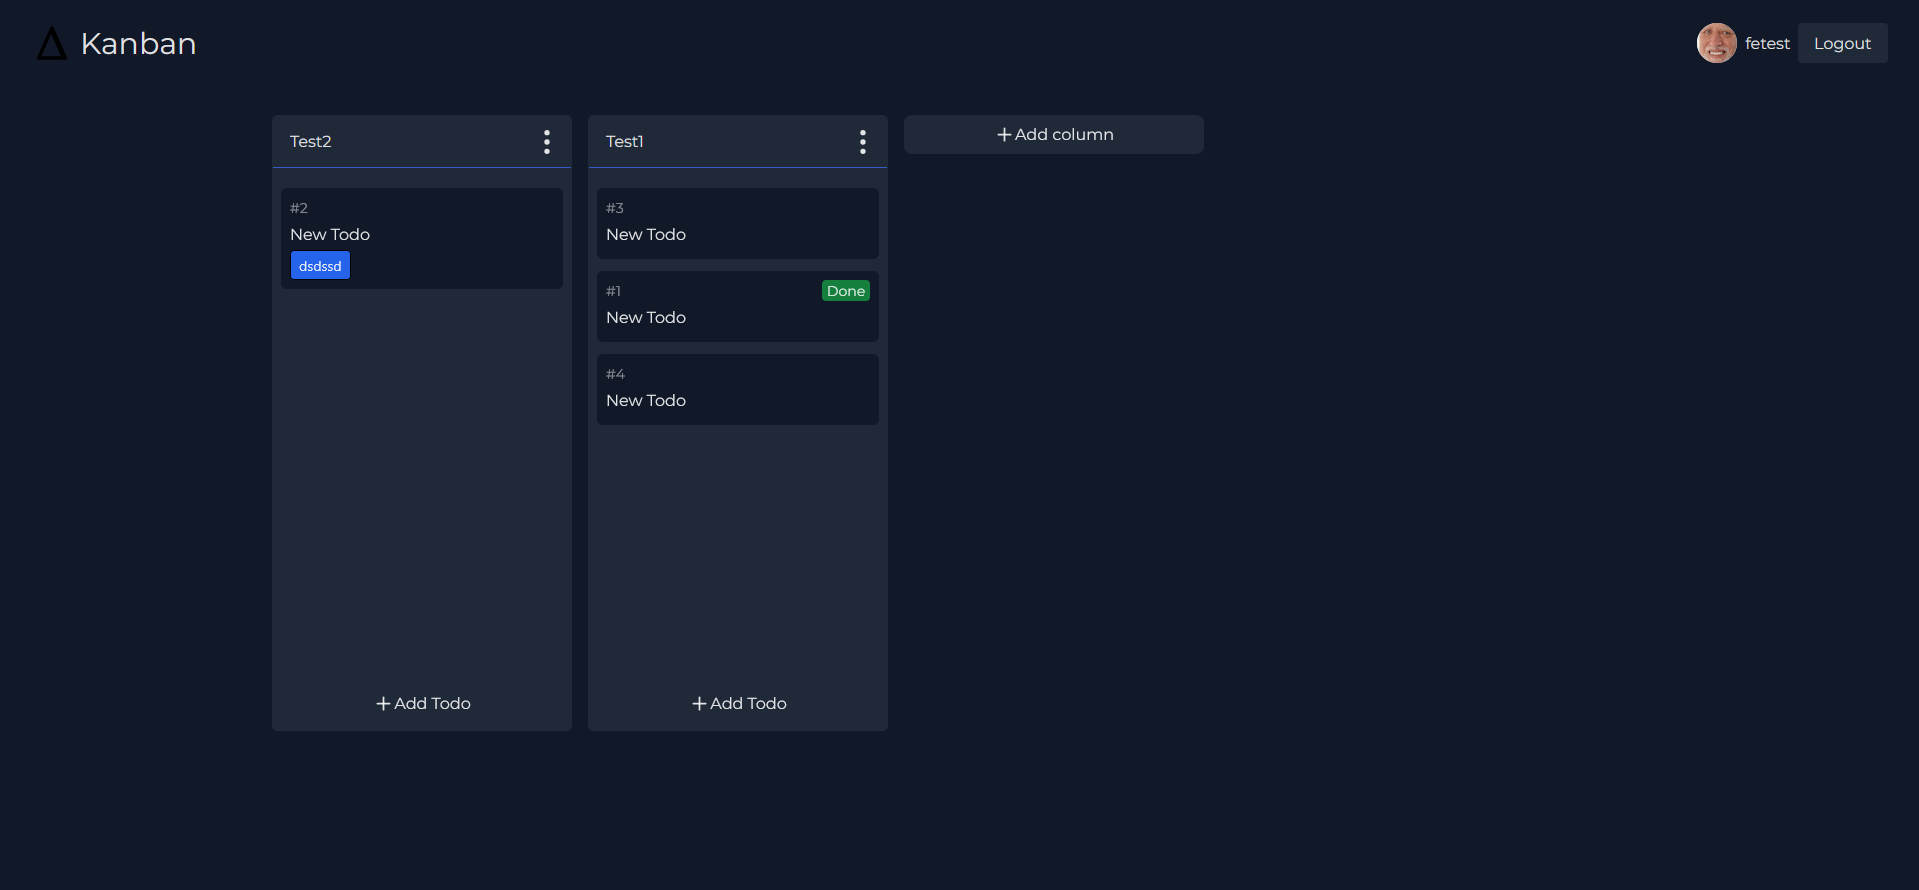 Kanban
fetest
Logout
Test2
#2
New Todo
dsdssd
Add Todo
Test1
#3
New Todo
#1
Done
New Todo
#4
New Todo
Add Todo
Add column